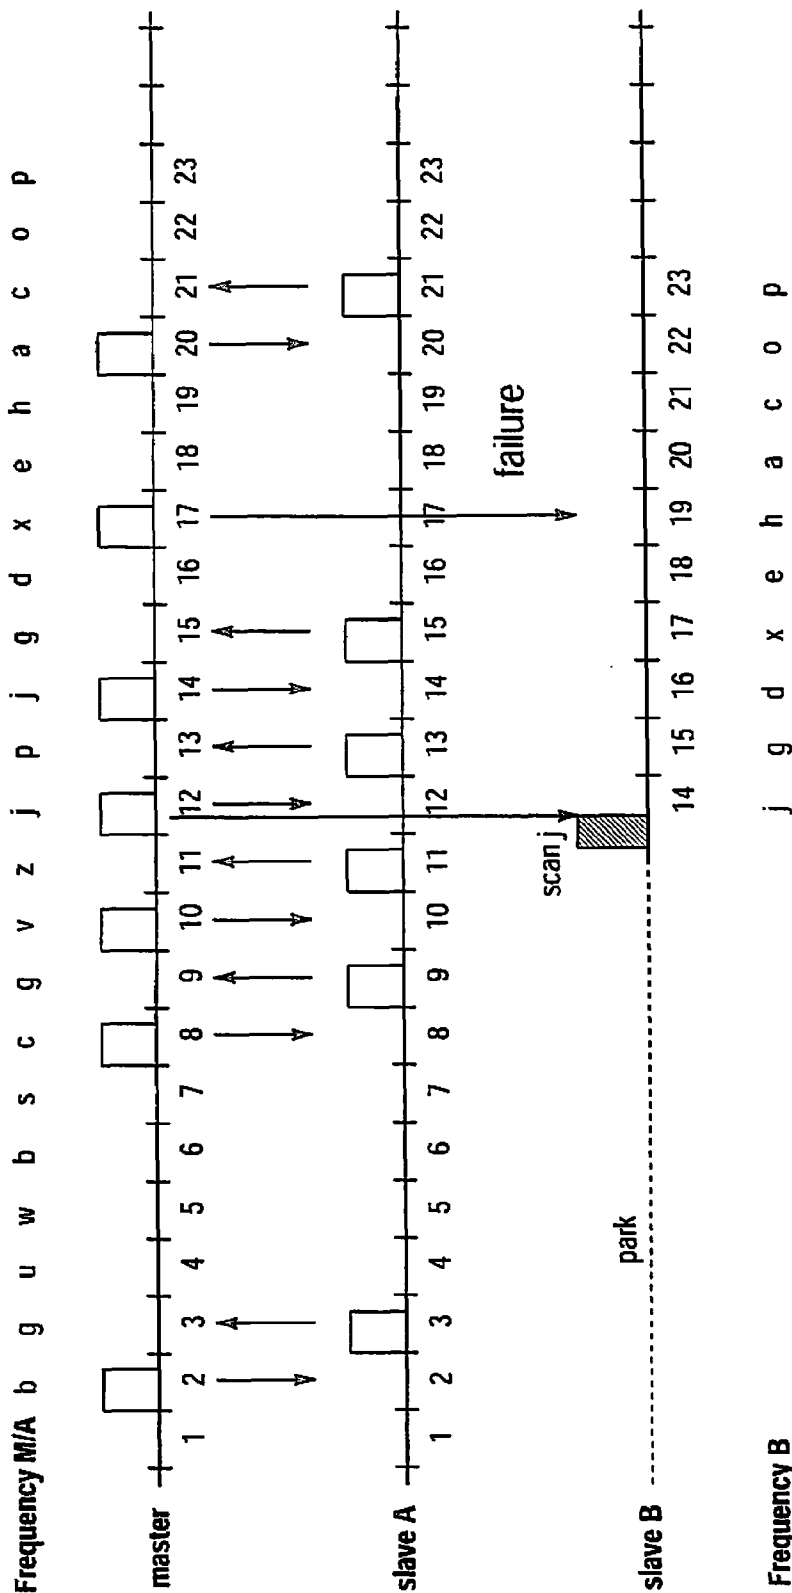 Frequency M/A b g u w b s c g v z j p j g d x e h a c o p
master
1 2 3 4 5 6 7 8 9 10 11 12 13 14 15 16 17 18 19 20 21 22 23
slave A
1 2 3 4 5 6 7 8 9 10 11 12 13 14 15 16 17 18 19 20 21 22 23
failure
scan j
park
slave B
14 15 16 17 18 19 20 21 22 23
Frequency B j g d x e h a c o p